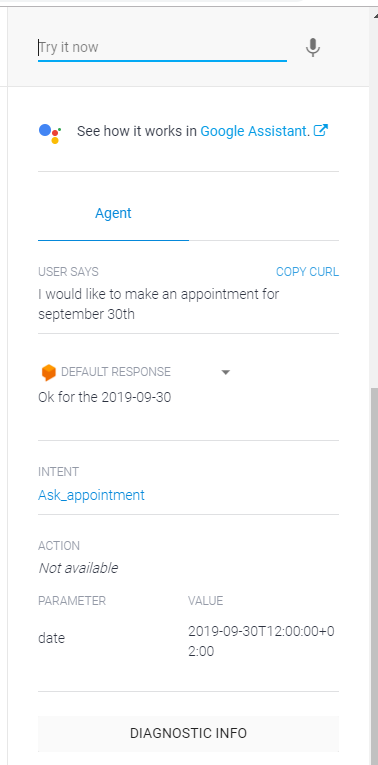 Try it now
See how it works in Google Assistant.
Agent
USER SAYS COPY CURL
I would like to make an appointment for
september 30th
DEFAULT RESPONSE
Ok for the 2019-09-30
INTENT
Ask_appointment
ACTION
Not available
PARAMETER VALUE
date 2019-09-30T12:00:00+0
2:00
DIAGNOSTIC INFO